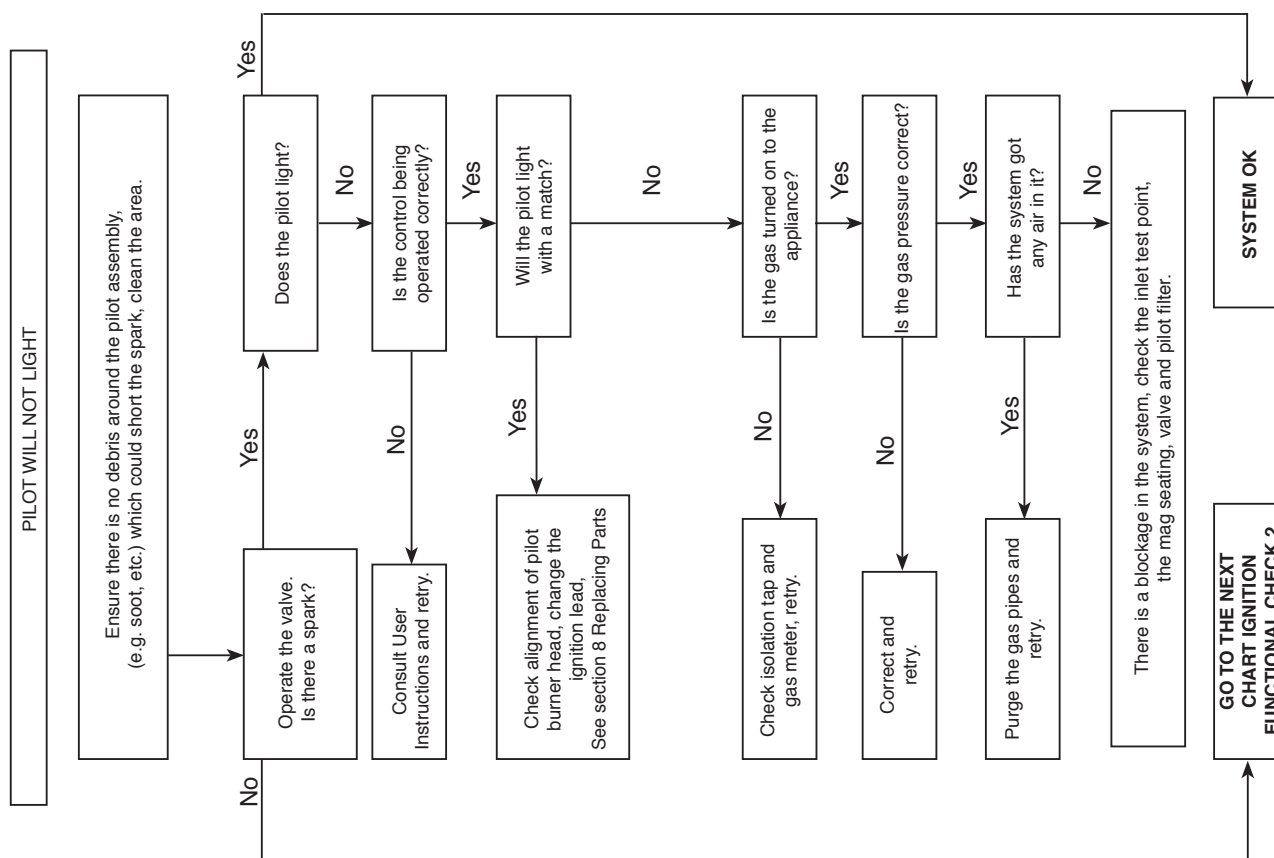 PILOT WILL NOT LIGHT
Ensure there is no debris around the pilot assembly,
(e.g. soot, etc.) which could short the spark, clean the area.
Operate the valve.
Is there a spark?
Yes
No
Does the pilot light?
Yes
No
Is the control being
operated correctly?
No
Yes
Consult User
Instructions and retry.
Will the pilot light
with a match?
Yes
No
Check alignment of pilot
burner head, change the
ignition lead,
See section 8 Replacing Parts
Is the gas turned on to the
appliance?
No
Yes
Check isolation tap and
gas meter, retry.
Is the gas pressure correct?
No
Yes
Correct and
retry.
Has the system got
any air in it?
Yes
No
Purge the gas pipes and
retry.
There is a blockage in the system, check the inlet test point,
the mag seating, valve and pilot filter.
GO TO THE NEXT
CHART IGNITION
FUNCTIONAL CHECK 2
SYSTEM OK